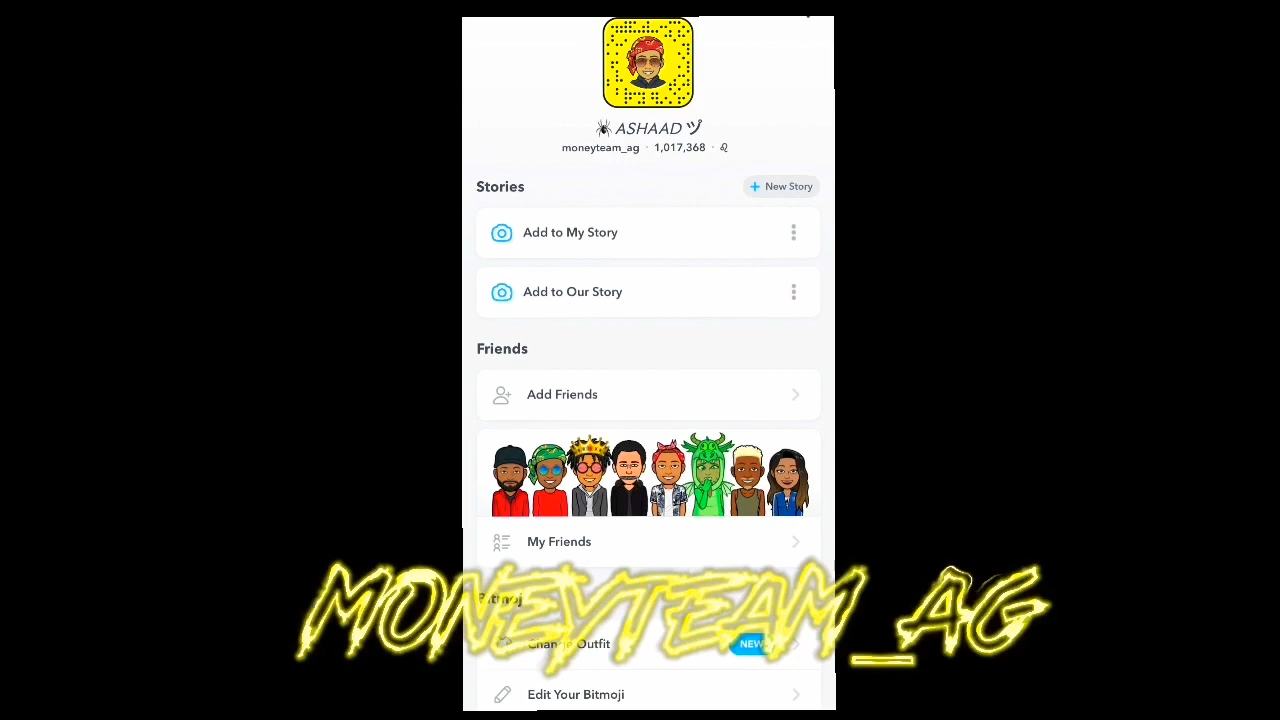 🕷 ASHAAD ツ゚
moneyteam_ag · 1,017,368 · ♌
Stories
+ New Story
Add to My Story
Add to Our Story
Friends
Add Friends
My Friends
MONEYTEAM_AG
Bitmoji
Change Outfit
NEW
Edit Your Bitmoji